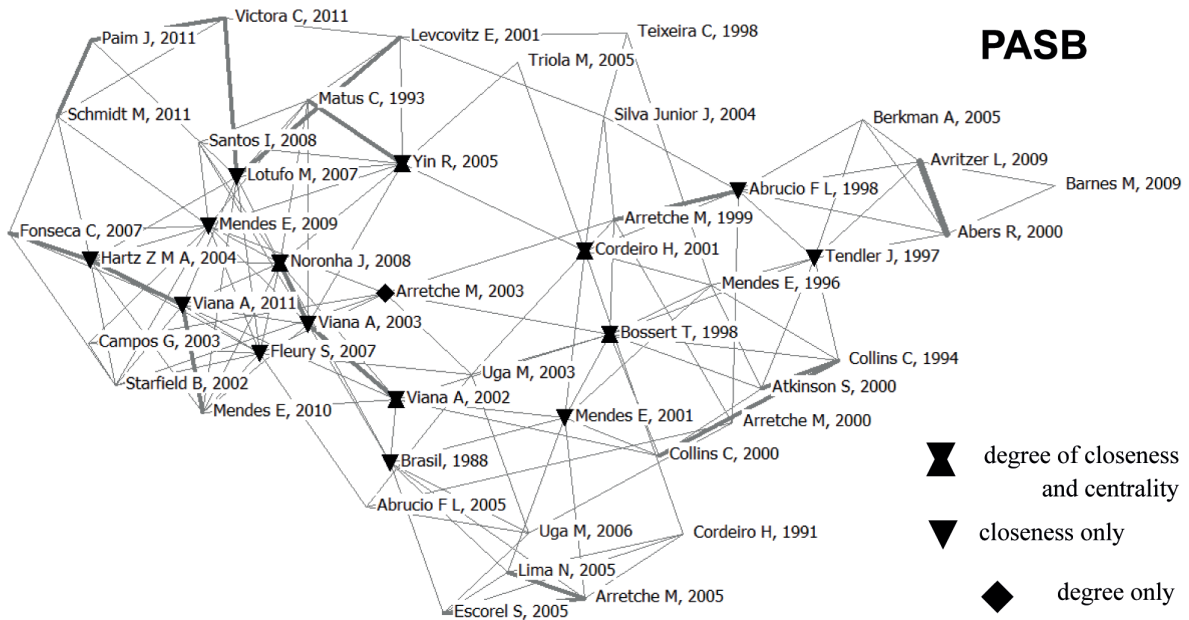 Victora C, 2011
Paim J, 2011
Levcovitz E, 2001
Teixeira C, 1998
PASB
Triola M, 2005
Matus C, 1993
Schmidt M, 2011
Silva Junior J, 2004
Berkman A, 2005
Santos I, 2008
Yin R, 2005
Avritzer L, 2009
Lotufo M, 2007
Abrucio F L, 1998
Barnes M, 2009
Arretche M, 1999
Mendes E, 2009
Fonseca C, 2007
Abers R, 2000
Cordeiro H, 2001
Hartz Z M A, 2004
Noronha J, 2008
Tendler J, 1997
Mendes E, 1996
Arretche M, 2003
Viana A, 2011
Viana A, 2003
Bossert T, 1998
Campos G, 2003
Fleury S, 2007
Collins C, 1994
Uga M, 2003
Starfield B, 2002
Atkinson S, 2000
Viana A, 2002
Mendes E, 2010
Mendes E, 2001
Arretche M, 2000
Collins C, 2000
Brasil, 1988
degree of closeness
and centrality
Abrucio F L, 2005
Uga M, 2006
Cordeiro H, 1991
closeness only
Lima N, 2005
Arretche M, 2005
degree only
Escorel S, 2005